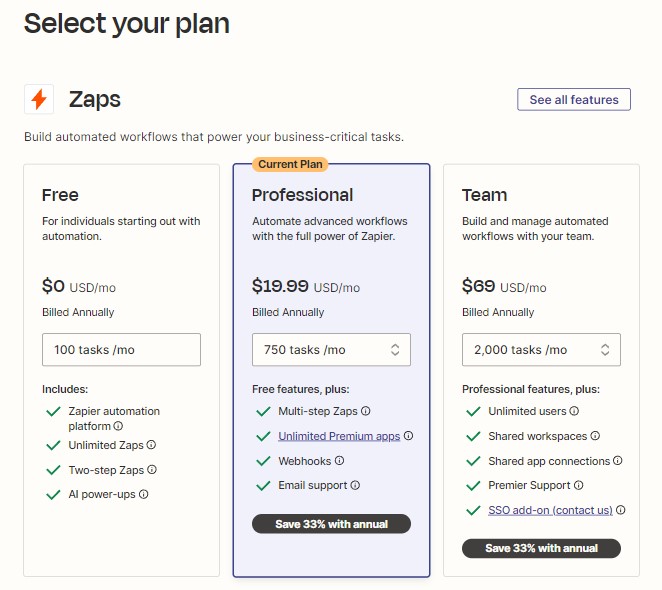 Select your plan
Zaps
See all features
Build automated workflows that power your business-critical tasks.
Free
For individuals starting out with
automation.
$0 USD/mo
Billed Annually
100 tasks /mo
Includes:
Zapier automation
platform
Unlimited Zaps
Two-step Zaps
AI power-ups
Current Plan
Professional
Automate advanced workflows
with the full power of Zapier.
$19.99 USD/mo
Billed Annually
750 tasks /mo
Free features, plus:
Multi-step Zaps
Unlimited Premium apps
Webhooks
Email support
Save 33% with annual
Team
Build and manage automated
workflows with your team.
$69 USD/mo
Billed Annually
2,000 tasks /mo
Professional features, plus:
Unlimited users
Shared workspaces
Shared app connections
Premier Support
SSO add-on (contact us)
Save 33% with annual